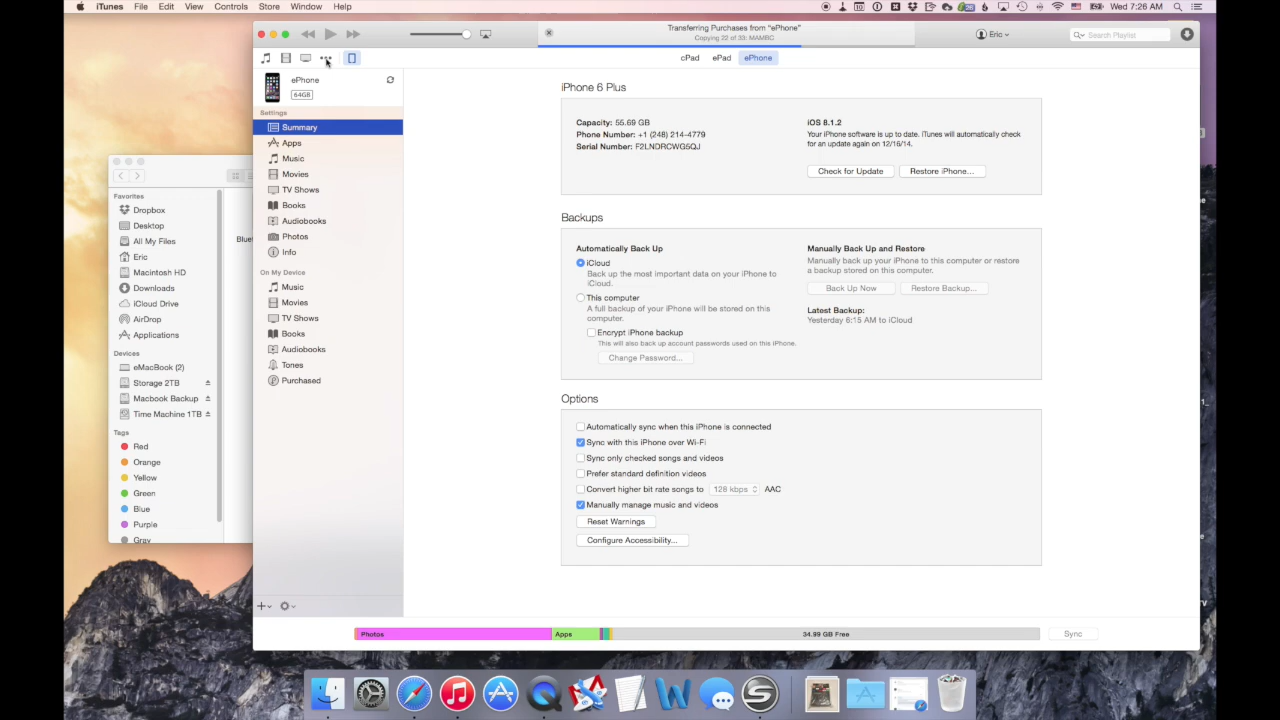 iTunes File Edit View Controls Store Window Help
Wed 7:26 AM
Transferring Purchases from “ePhone”
Copying 22 of 33: MAMBC
Eric
Search Playlist
cPad ePad ePhone
ePhone
64GB
Settings
Summary
Apps
Music
Movies
TV Shows
Books
Audiobooks
Photos
Info
On My Device
Music
Movies
TV Shows
Books
Audiobooks
Tones
Purchased
iPhone 6 Plus
Capacity: 55.69 GB
Phone Number: +1 (248) 214-4779
Serial Number: F2LNDRCWG5QJ
iOS 8.1.2
Your iPhone software is up to date. iTunes will automatically check
for an update again on 12/16/14.
Check for Update Restore iPhone...
Backups
Automatically Back Up
iCloud
Back up the most important data on your iPhone to
iCloud.
This computer
A full backup of your iPhone will be stored on this
computer.
Encrypt iPhone backup
This will also back up account passwords used on this iPhone.
Change Password...
Manually Back Up and Restore
Manually back up your iPhone to this computer or restore
a backup stored on this computer.
Back Up Now Restore Backup...
Latest Backup:
Yesterday 6:15 AM to iCloud
Options
Automatically sync when this iPhone is connected
Sync with this iPhone over Wi-Fi
Sync only checked songs and videos
Prefer standard definition videos
Convert higher bit rate songs to 128 kbps AAC
Manually manage music and videos
Reset Warnings
Configure Accessibility...
Photos Apps 34.99 GB Free Sync
Favorites
Dropbox
Desktop
All My Files
Eric
Macintosh HD
Downloads
iCloud Drive
AirDrop
Applications
Devices
eMacBook (2)
Storage 2TB
Macbook Backup
Time Machine 1TB
Tags
Red
Orange
Yellow
Green
Blue
Purple
Gray
Bluet